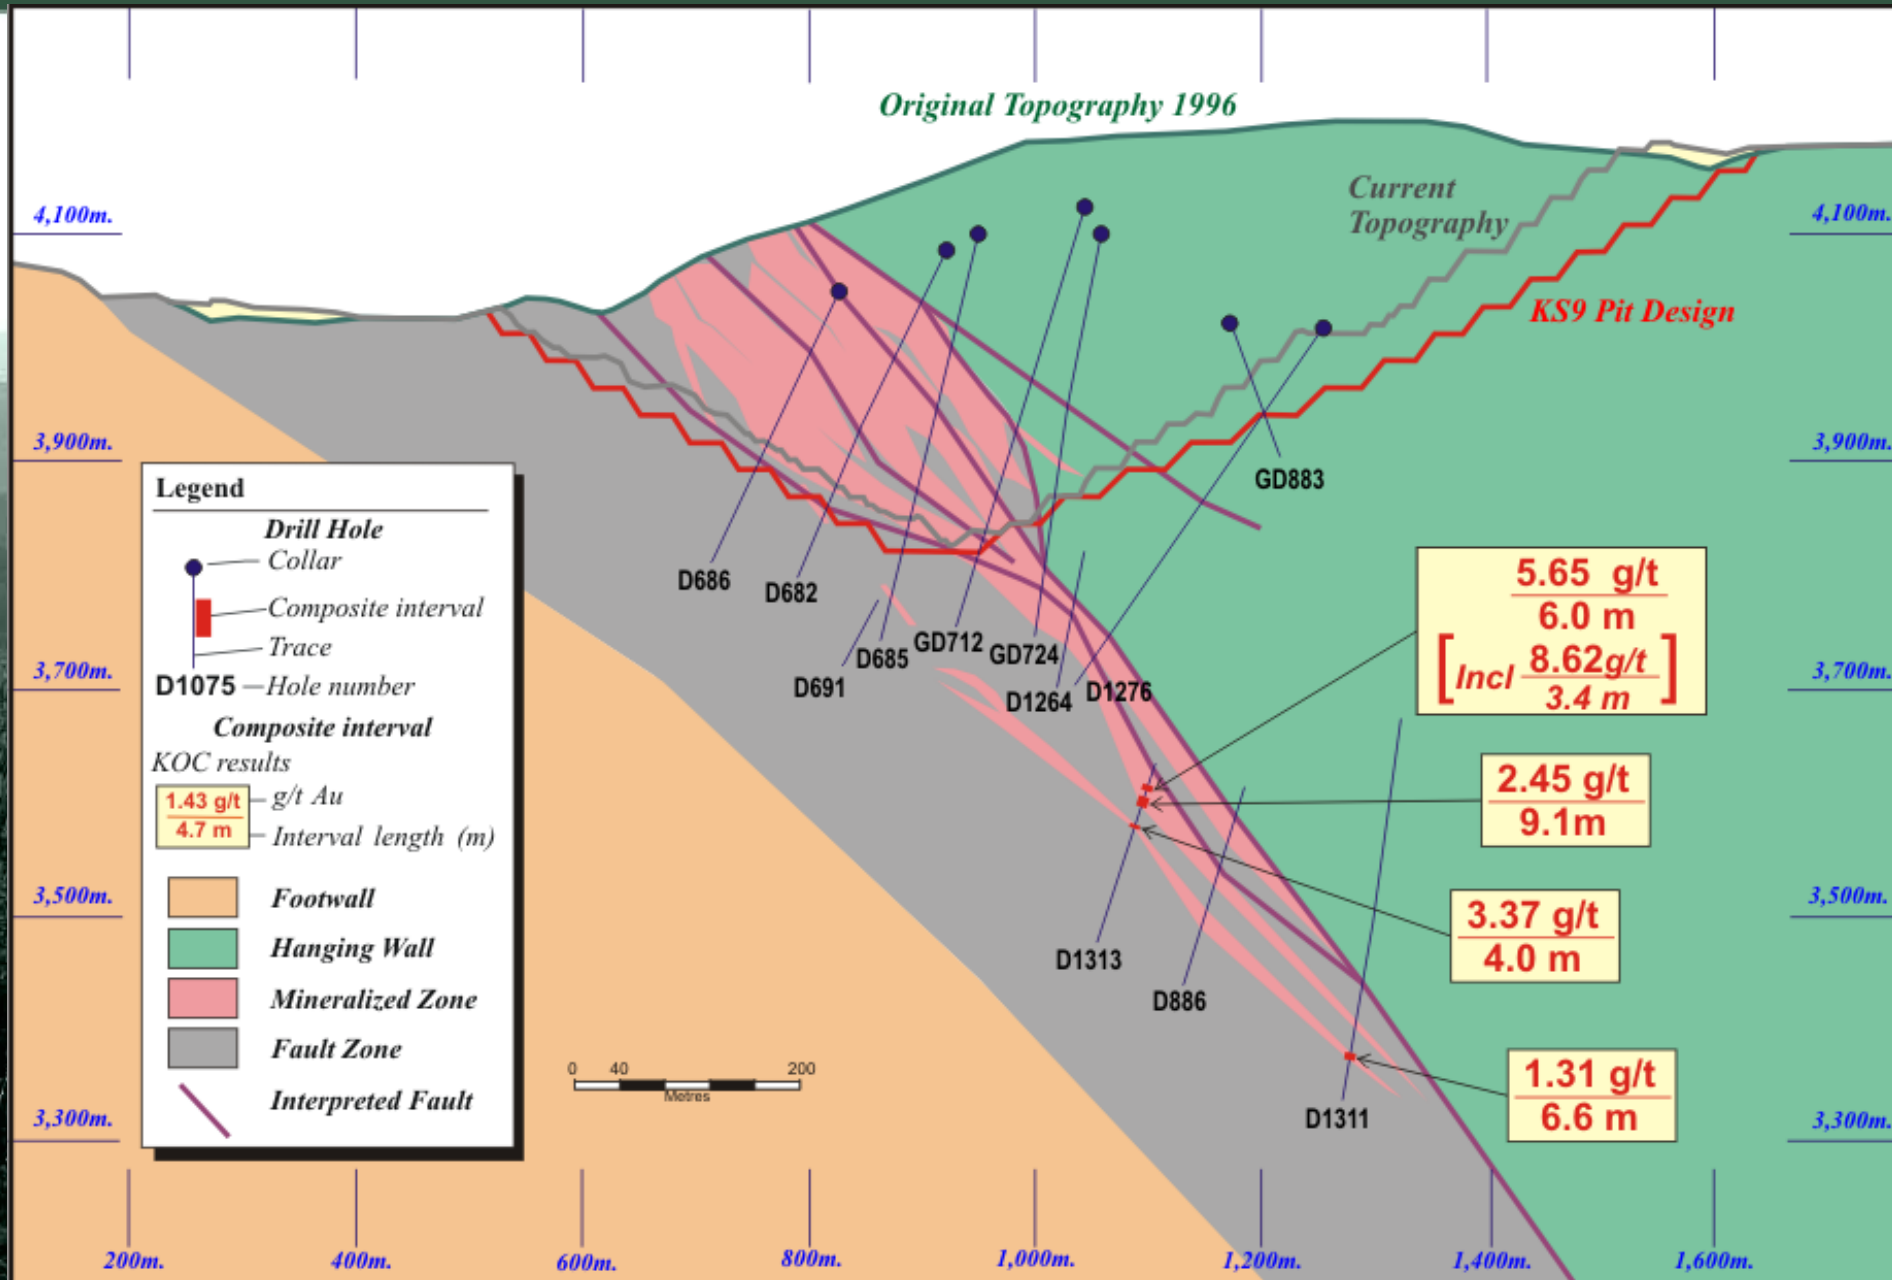 Original Topography 1996
Current
Topography
KS9 Pit Design
4,100m.
3,900m.
3,700m.
3,500m.
3,300m.
4,100m.
3,900m.
3,700m.
3,500m.
3,300m.
GD883
D686
D682
D691
D685
GD712
GD724
D1264
D1276
D1313
D886
D1311
5.65 g/t
6.0 m
[Incl 8.62g/t
3.4 m]
2.45 g/t
9.1m
3.37 g/t
4.0 m
1.31 g/t
6.6 m
Legend
Drill Hole
Collar
Composite interval
Trace
D1075 Hole number
Composite interval
KOC results
1.43 g/t g/t Au
4.7 m Interval length (m)
Footwall
Hanging Wall
Mineralized Zone
Fault Zone
Interpreted Fault
0 40 200
Metres
200m. 400m. 600m. 800m. 1,000m. 1,200m. 1,400m. 1,600m.